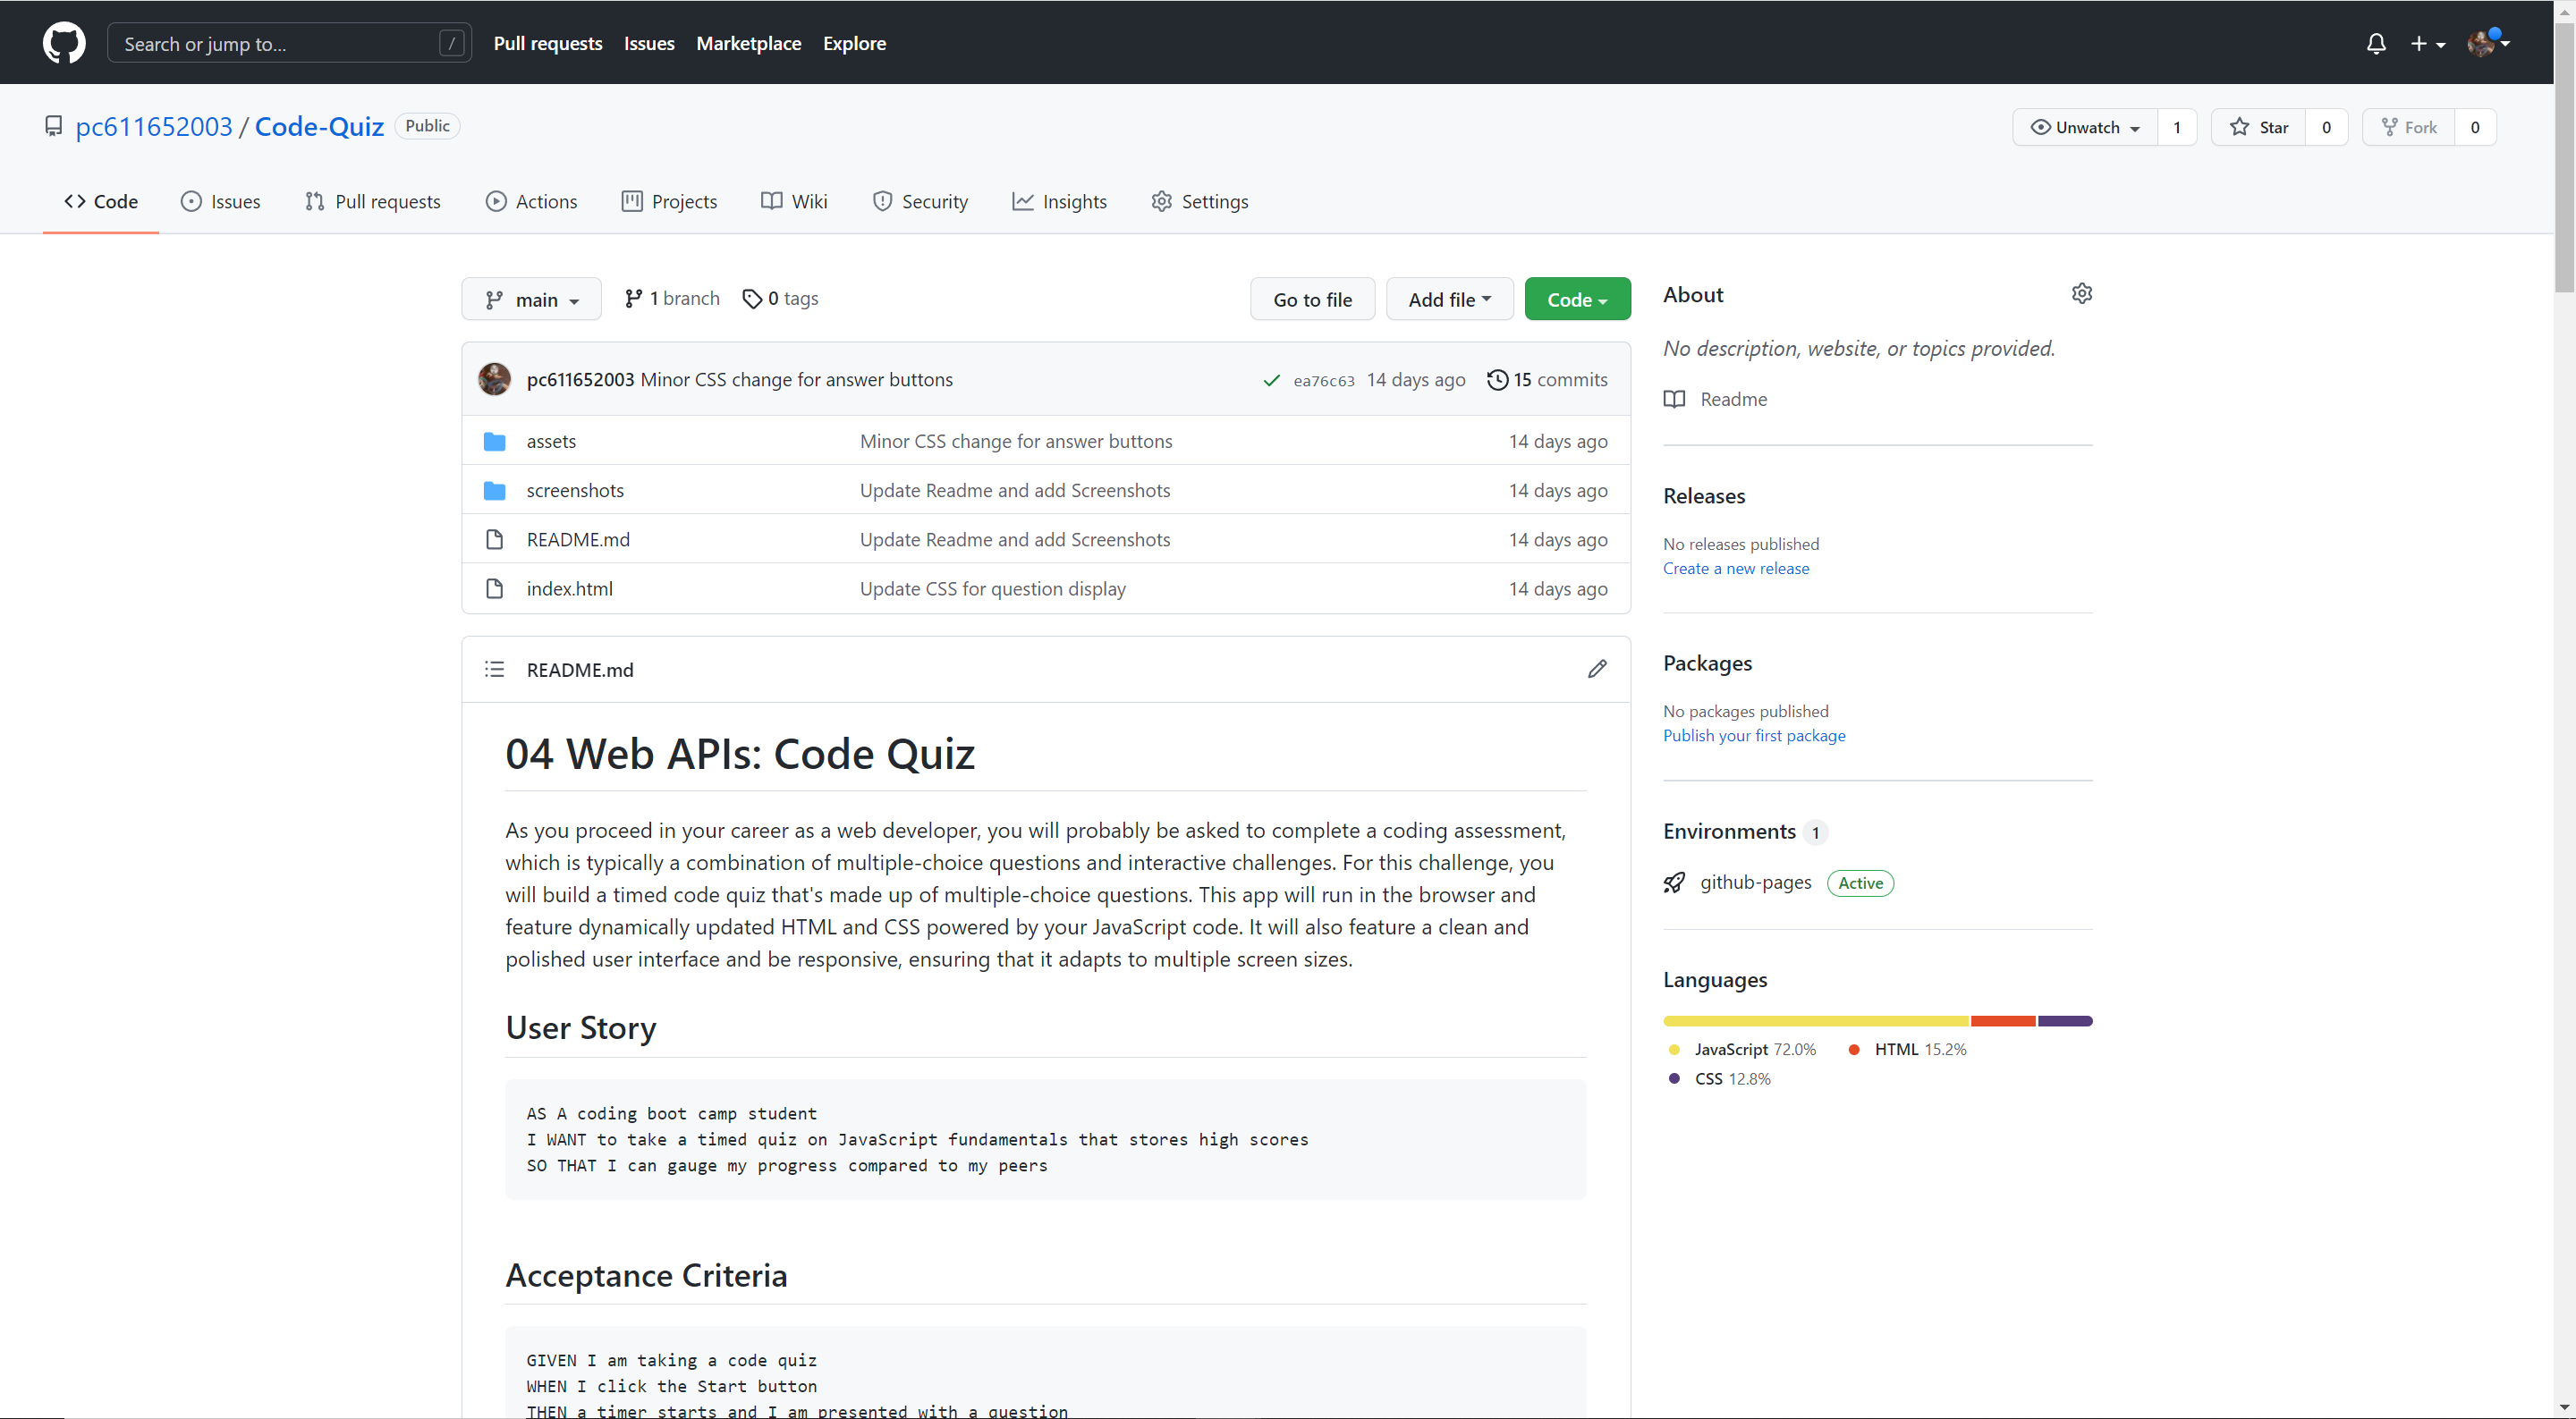 Search or jump to... /
Pull requests Issues Marketplace Explore
pc611652003 / Code-Quiz Public
Unwatch 1 Star 0 Fork 0
Code Issues Pull requests Actions Projects Wiki Security Insights Settings
main 1 branch 0 tags Go to file Add file Code
pc611652003 Minor CSS change for answer buttons ea76c63 14 days ago 15 commits
assets Minor CSS change for answer buttons 14 days ago
screenshots Update Readme and add Screenshots 14 days ago
README.md Update Readme and add Screenshots 14 days ago
index.html Update CSS for question display 14 days ago
README.md
04 Web APIs: Code Quiz
As you proceed in your career as a web developer, you will probably be asked to complete a coding assessment,
which is typically a combination of multiple-choice questions and interactive challenges. For this challenge, you
will build a timed code quiz that's made up of multiple-choice questions. This app will run in the browser and
feature dynamically updated HTML and CSS powered by your JavaScript code. It will also feature a clean and
polished user interface and be responsive, ensuring that it adapts to multiple screen sizes.
User Story
AS A coding boot camp student
I WANT to take a timed quiz on JavaScript fundamentals that stores high scores
SO THAT I can gauge my progress compared to my peers
Acceptance Criteria
GIVEN I am taking a code quiz
WHEN I click the Start button
THEN a timer starts and I am presented with a question
About
No description, website, or topics provided.
Readme
Releases
No releases published
Create a new release
Packages
No packages published
Publish your first package
Environments 1
github-pages Active
Languages
JavaScript 72.0% HTML 15.2%
CSS 12.8%